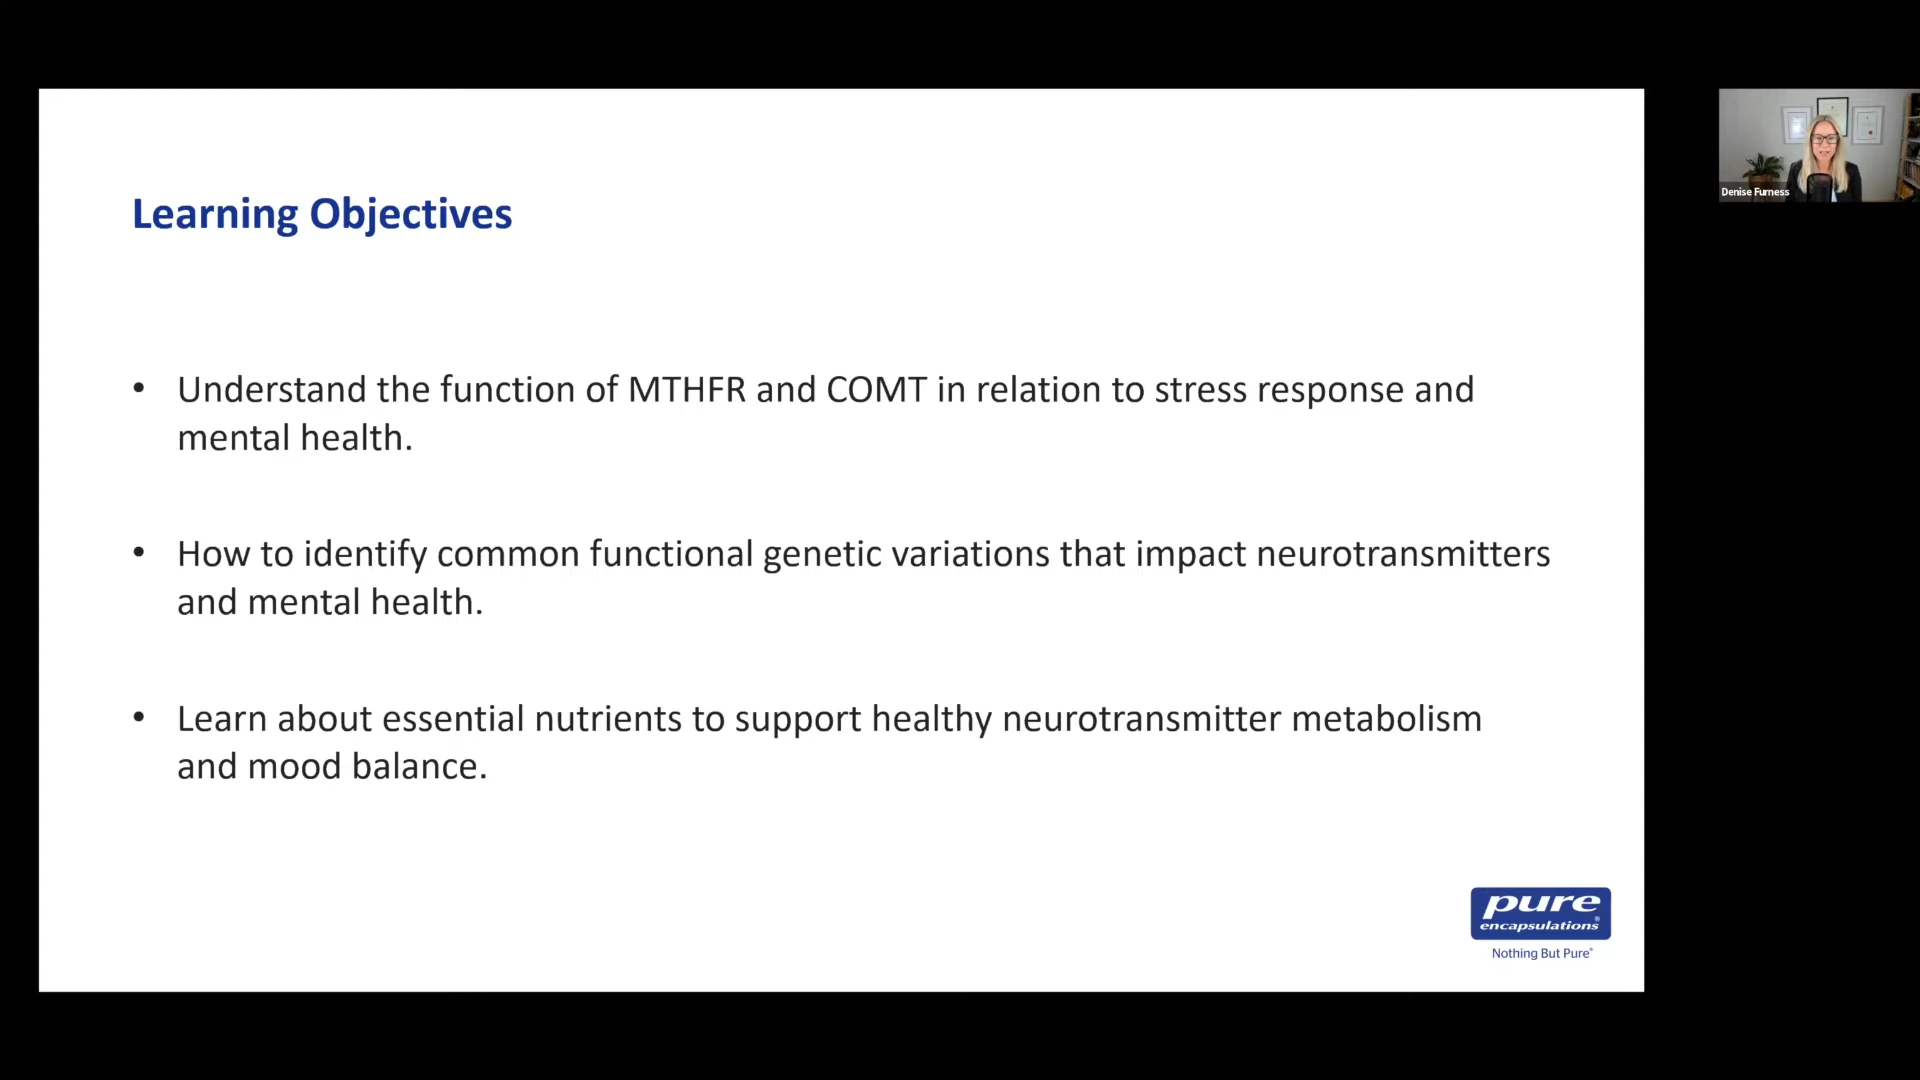 Learning Objectives
• Understand the function of MTHFR and COMT in relation to stress response and
mental health.
• How to identify common functional genetic variations that impact neurotransmitters
and mental health.
• Learn about essential nutrients to support healthy neurotransmitter metabolism
and mood balance.
pure
encapsulations®
Nothing But Pure®
Denise Furness